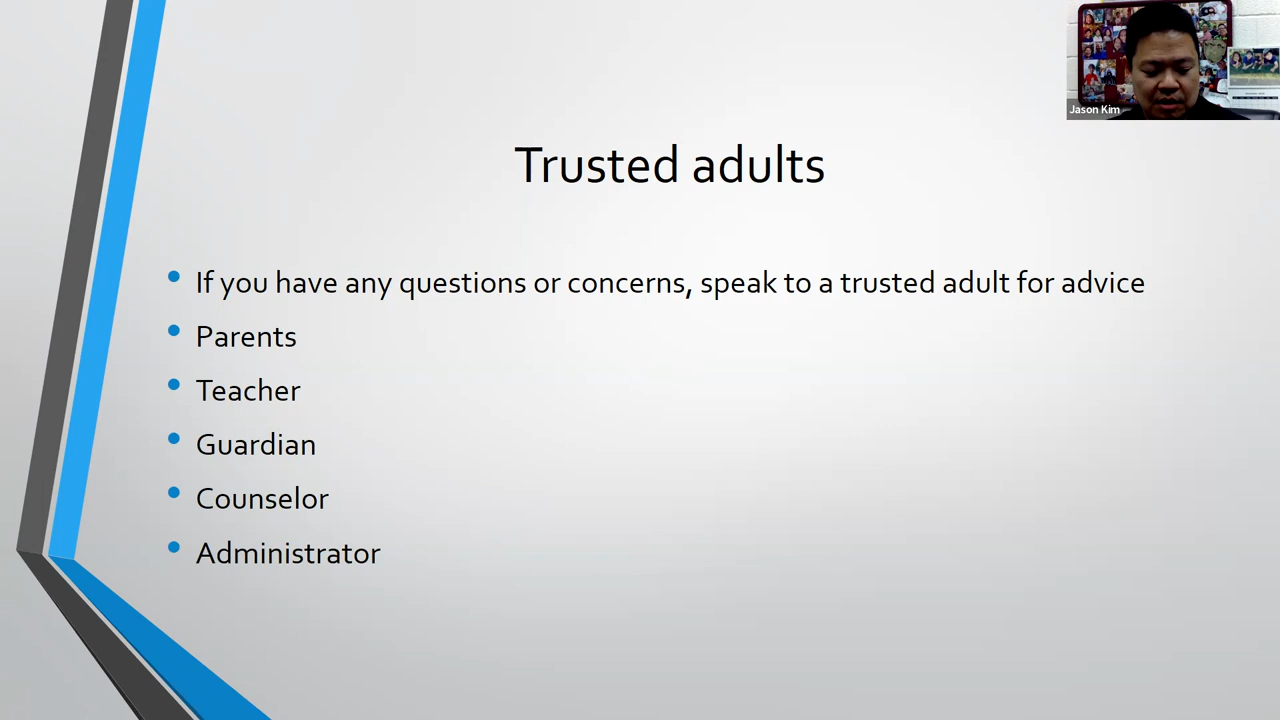 Jason Kim
Trusted adults
If you have any questions or concerns, speak to a trusted adult for advice
Parents
Teacher
Guardian
Counselor
Administrator